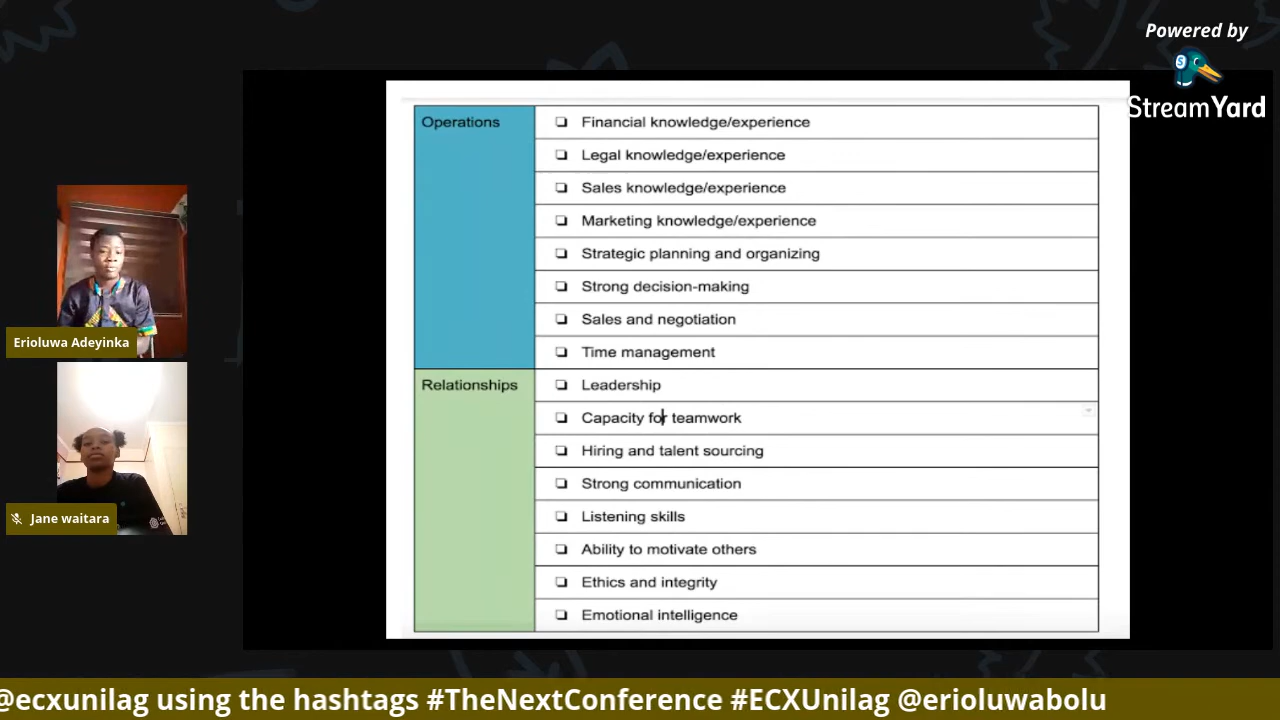 Powered by
StreamYard
Operations
Financial knowledge/experience
Legal knowledge/experience
Sales knowledge/experience
Marketing knowledge/experience
Strategic planning and organizing
Strong decision-making
Sales and negotiation
Time management
Relationships
Leadership
Capacity for teamwork
Hiring and talent sourcing
Strong communication
Listening skills
Ability to motivate others
Ethics and integrity
Emotional intelligence
Erioluwa Adeyinka
Jane waitara
@ecxunilag using the hashtags #TheNextConference #ECXUnilag @erioluwabolu